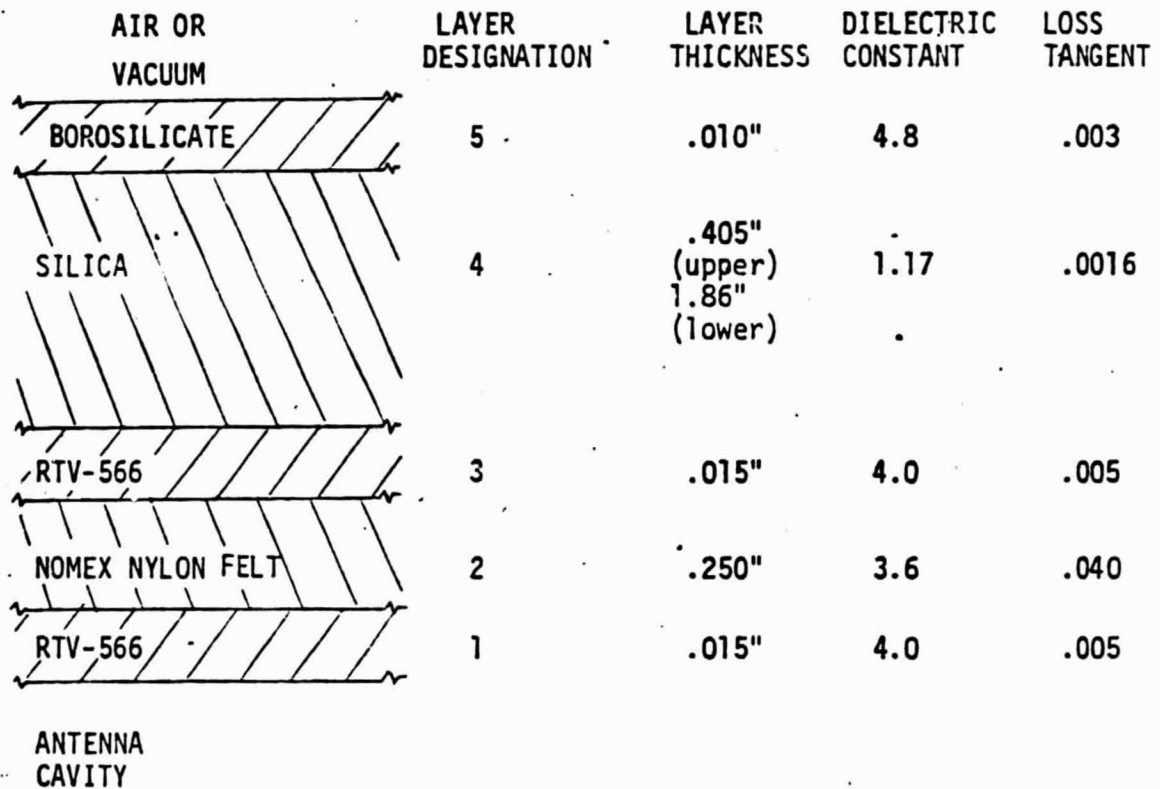 AIR OR VACUUM
LAYER DESIGNATION
LAYER THICKNESS
DIELECTRIC CONSTANT
LOSS TANGENT
BOROSILICATE 5 .010" 4.8 .003
SILICA 4 .405" (upper) 1.86" (lower) 1.17 .0016
RTV-566 3 .015" 4.0 .005
NOMEX NYLON FELT 2 .250" 3.6 .040
RTV-566 1 .015" 4.0 .005
ANTENNA
CAVITY